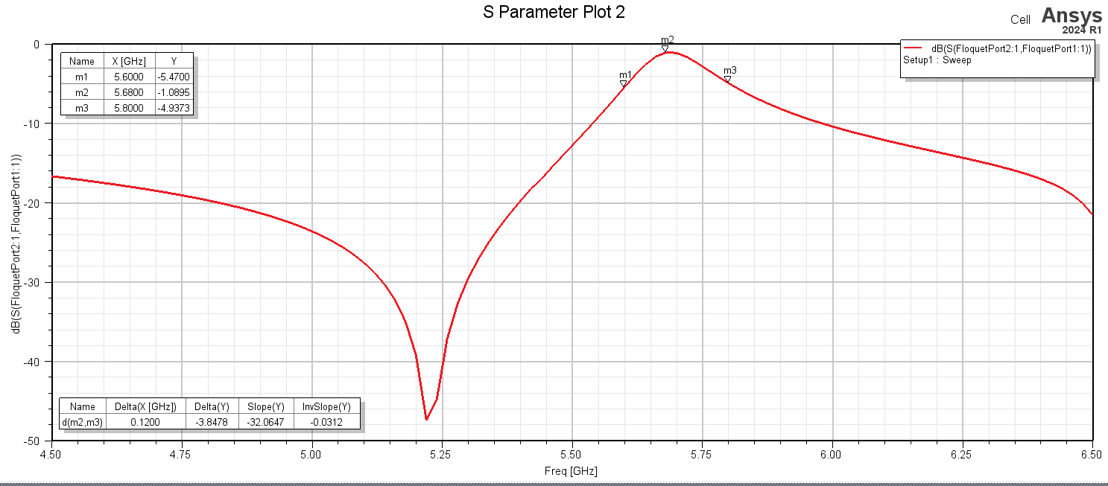 S Parameter Plot 2
Cell Ansys
2024 R1
dB(S(FloquetPort2:1,FloquetPort1:1))
Setup1 : Sweep
Name X [GHz] Y
m1 5.6000 -5.4700
m2 5.6800 -1.0895
m3 5.8000 -4.9373
m1
m2
m3
dB(S(FloquetPort2:1,FloquetPort1:1))
0
-10
-20
-30
-40
-50
Name Delta(X [GHz]) Delta(Y) Slope(Y) InvSlope(Y)
d(m2,m3) 0.1200 -3.8478 -32.0647 -0.0312
4.50 4.75 5.00 5.25 5.50 5.75 6.00 6.25 6.50
Freq [GHz]